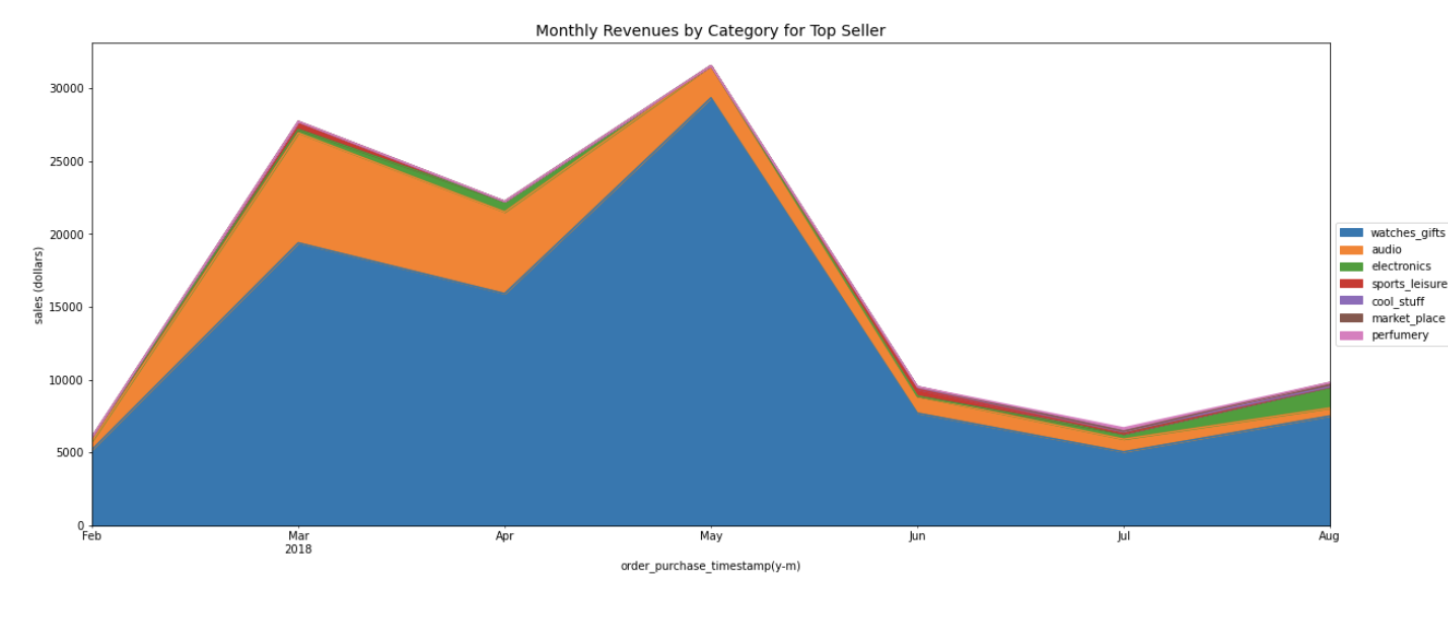 Monthly Revenues by Category for Top Seller
30000
25000
20000
15000
10000
5000
0
sales (dollars)
Feb
Mar
2018
Apr
May
Jun
Jul
Aug
order_purchase_timestamp(y-m)
watches_gifts
audio
electronics
sports_leisure
cool_stuff
market_place
perfumery